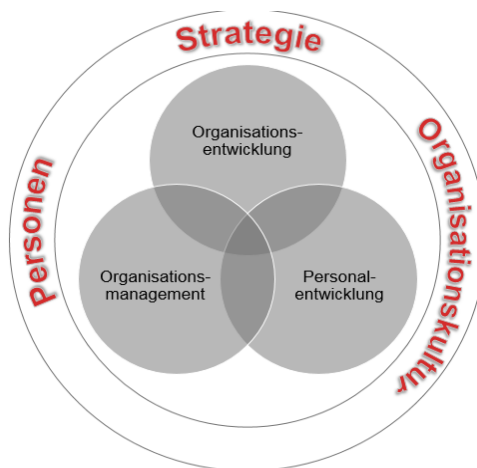 Strategie
Personen
Organisationskultur
Organisations-
entwicklung
Organisations-
management
Personal-
entwicklung